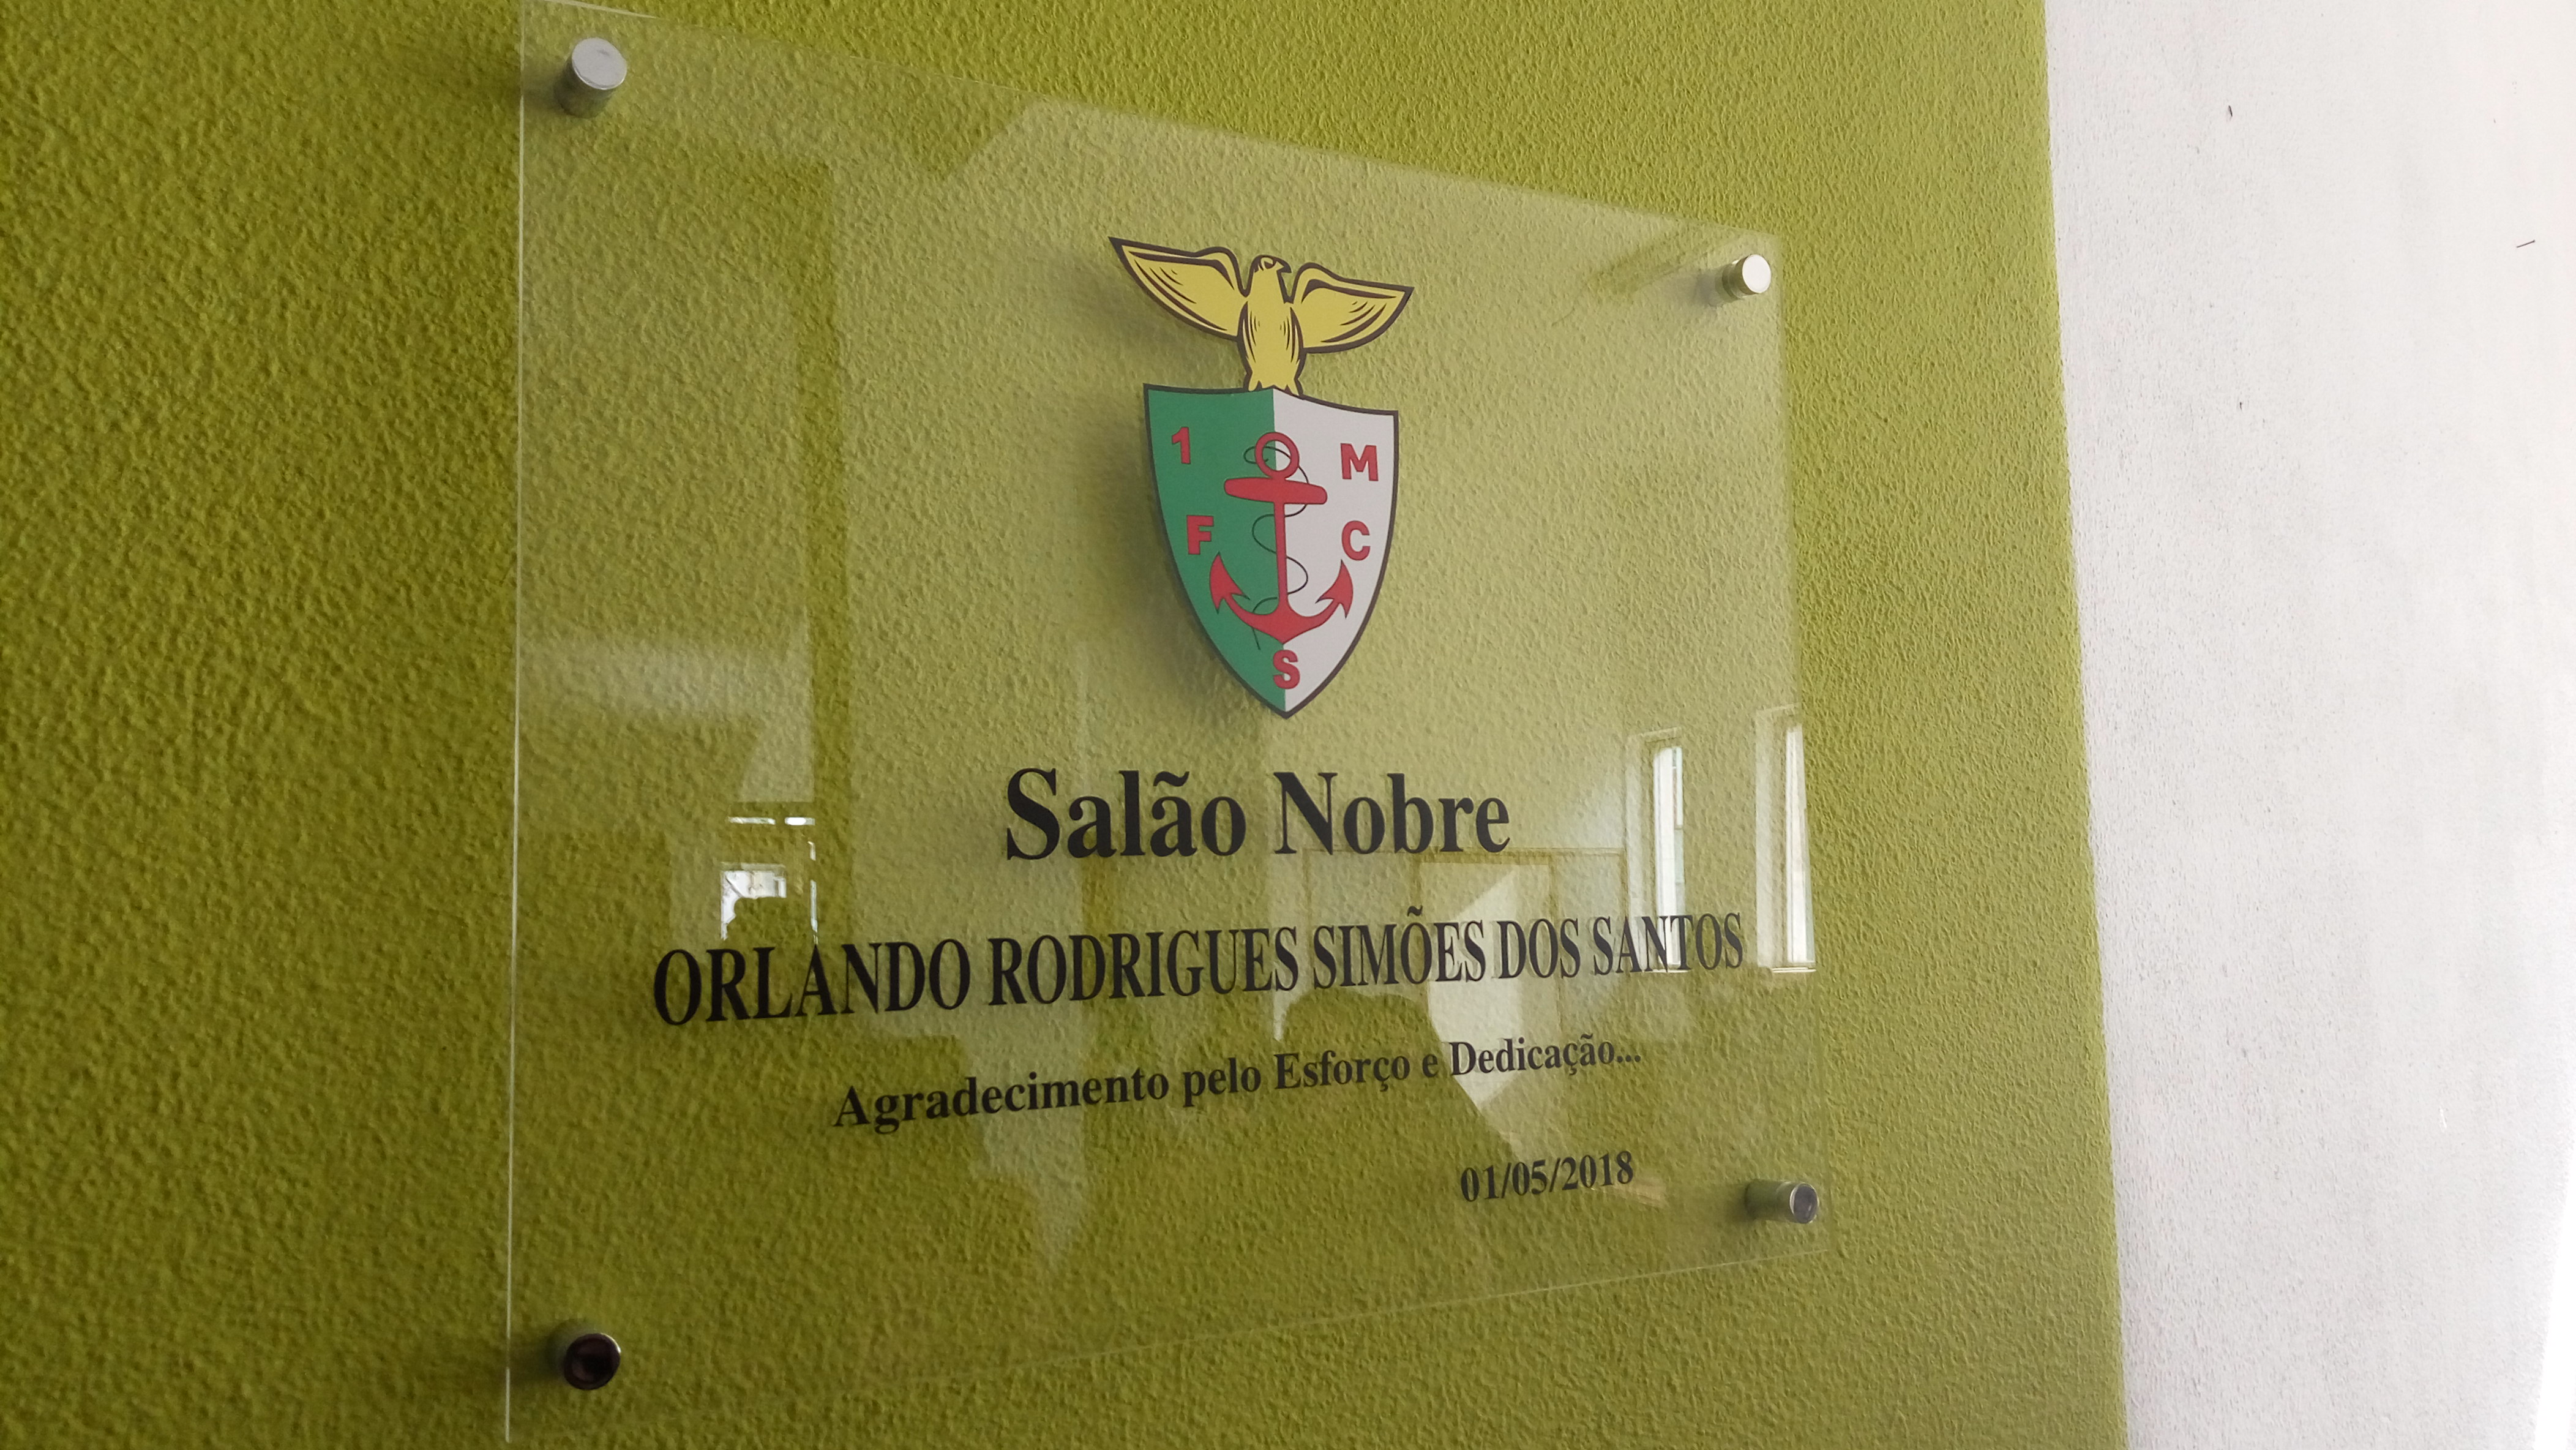 1 M
F C
S
Salão Nobre
ORLANDO RODRIGUES SIMÕES DOS SANTOS
Agradecimento pelo Esforço e Dedicação...
01/05/2018